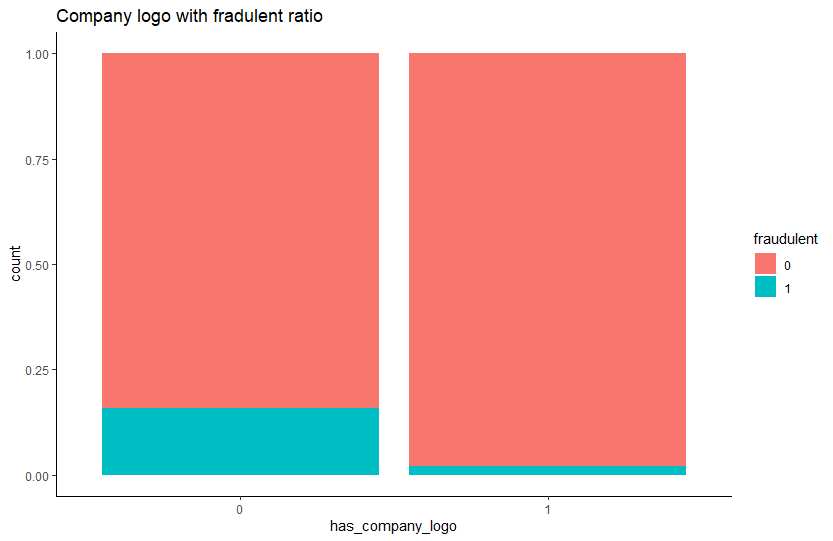 Company logo with fradulent ratio
1.00
0.75
0.50
0.25
0.00
count
0
1
has_company_logo
fraudulent
0
1